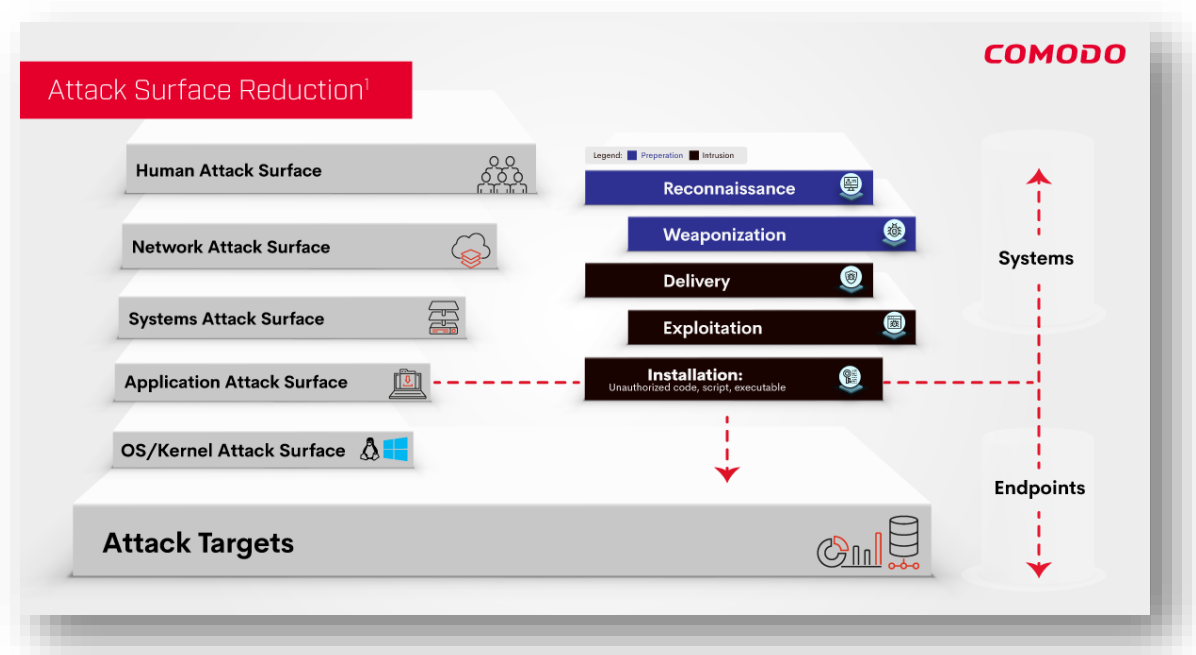 COMODO
Attack Surface Reduction¹
Human Attack Surface
Network Attack Surface
Systems Attack Surface
Application Attack Surface
OS/Kernel Attack Surface
Attack Targets
Legend: Preperation Intrusion
Reconnaissance
Weaponization
Delivery
Exploitation
Installation:
Unauthorized code, script, executable
Systems
Endpoints